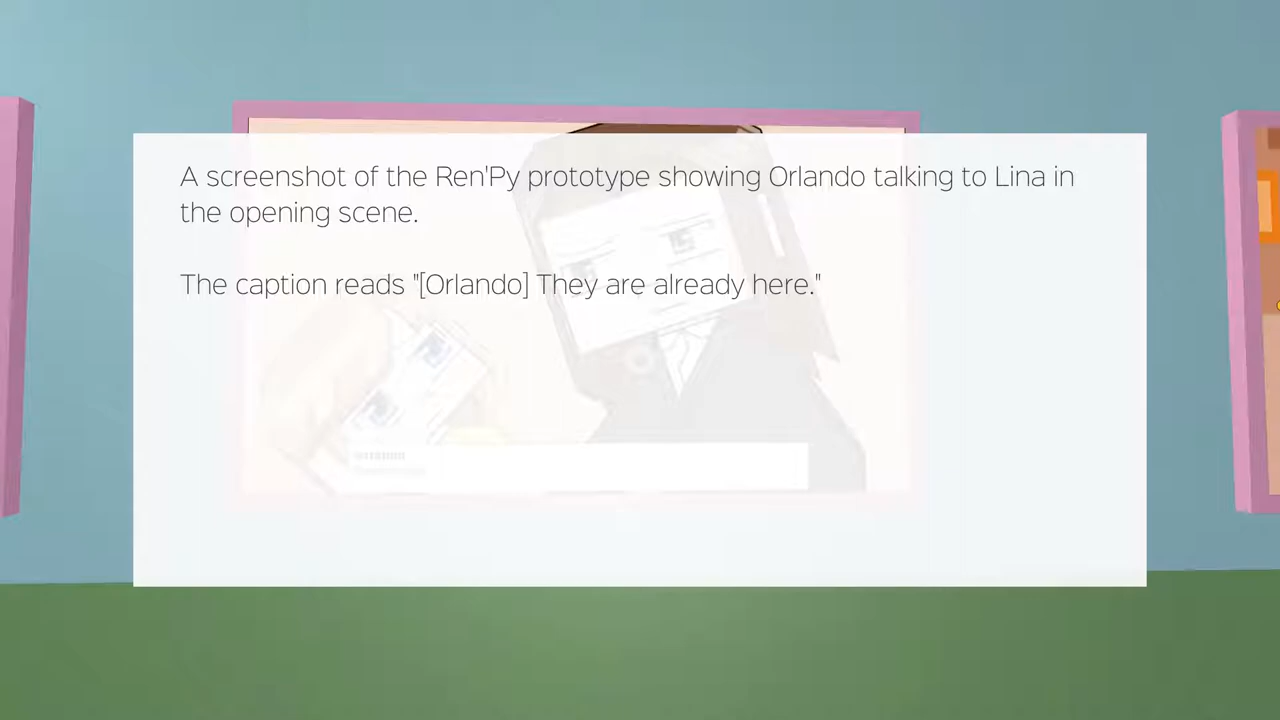 A screenshot of the Ren'Py prototype showing Orlando talking to Lina in
the opening scene.
The caption reads "[Orlando] They are already here."